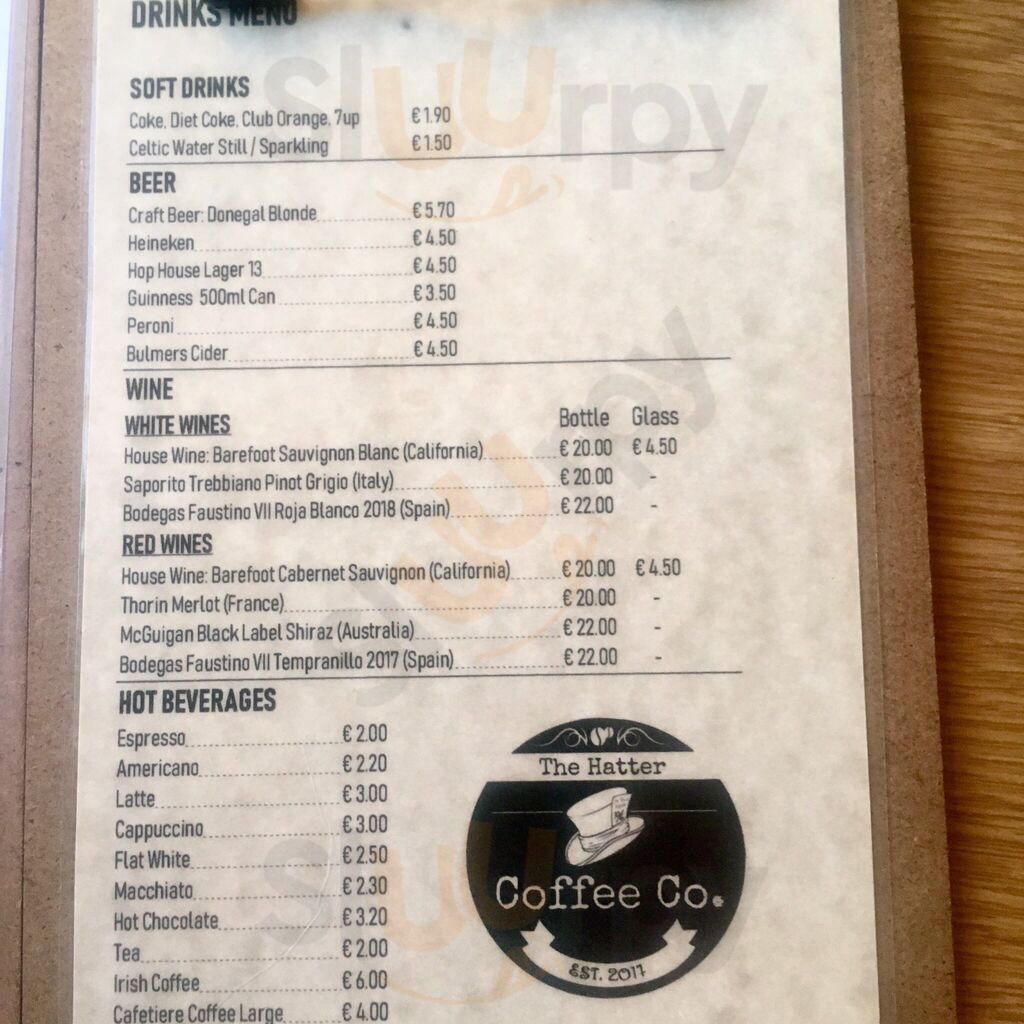 DRINKS MENU
SOFT DRINKS
Coke, Diet Coke, Club Orange, 7up € 1.90
Celtic Water Still / Sparkling € 1.50
BEER
Craft Beer: Donegal Blonde € 5.70
Heineken € 4.50
Hop House Lager 13 € 4.50
Guinness 500ml Can € 3.50
Peroni € 4.50
Bulmers Cider € 4.50
WINE
WHITE WINES Bottle Glass
House Wine: Barefoot Sauvignon Blanc (California) € 20.00 € 4.50
Saporito Trebbiano Pinot Grigio (Italy) € 20.00 -
Bodegas Faustino VII Roja Blanco 2018 (Spain) € 22.00 -
RED WINES
House Wine: Barefoot Cabernet Sauvignon (California) € 20.00 € 4.50
Thorin Merlot (France) € 20.00 -
McGuigan Black Label Shiraz (Australia) € 22.00 -
Bodegas Faustino VII Tempranillo 2017 (Spain) € 22.00 -
HOT BEVERAGES
Espresso € 2.00
Americano € 2.20
Latte € 3.00
Cappuccino € 3.00
Flat White € 2.50
Macchiato € 2.30
Hot Chocolate € 3.20
Tea € 2.00
Irish Coffee € 6.00
Cafetiere Coffee Large € 4.00
The Hatter
Coffee Co.
EST. 2017
Sluurpy
Sluurpy
Sluurpy